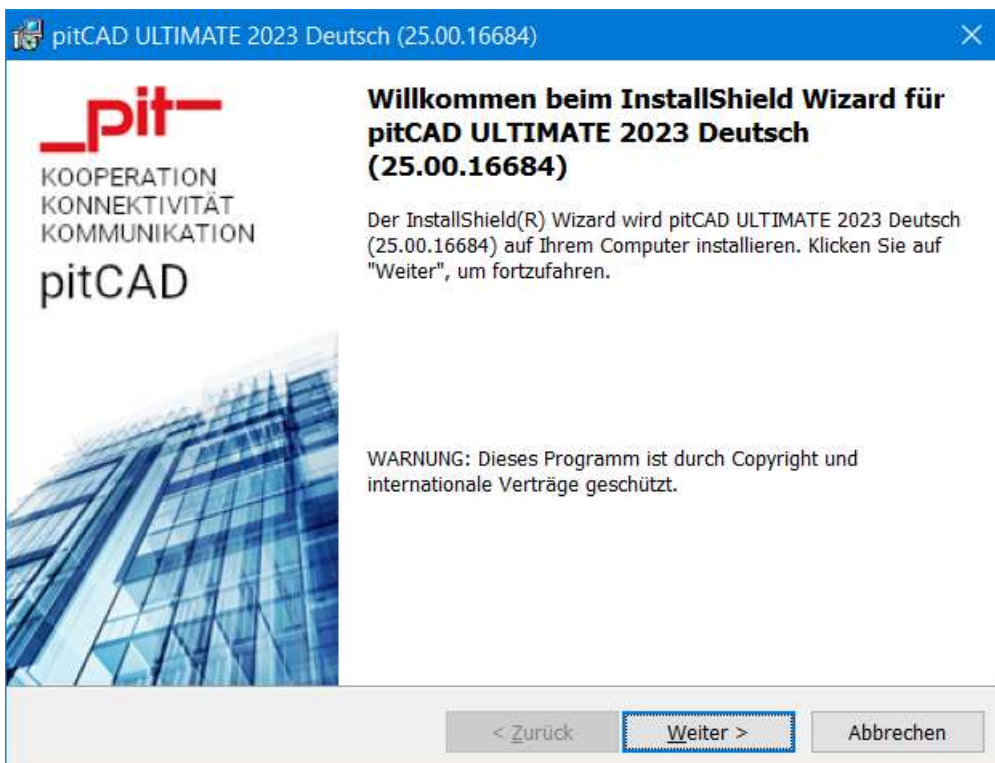 pitCAD ULTIMATE 2023 Deutsch (25.00.16684)
pit
KOOPERATION
KONNEKTIVITÄT
KOMMUNIKATION
pitCAD
Willkommen beim InstallShield Wizard für
pitCAD ULTIMATE 2023 Deutsch
(25.00.16684)
Der InstallShield(R) Wizard wird pitCAD ULTIMATE 2023 Deutsch
(25.00.16684) auf Ihrem Computer installieren. Klicken Sie auf
"Weiter", um fortzufahren.
WARNUNG: Dieses Programm ist durch Copyright und
internationale Verträge geschützt.
< Zurück
Weiter >
Abbrechen